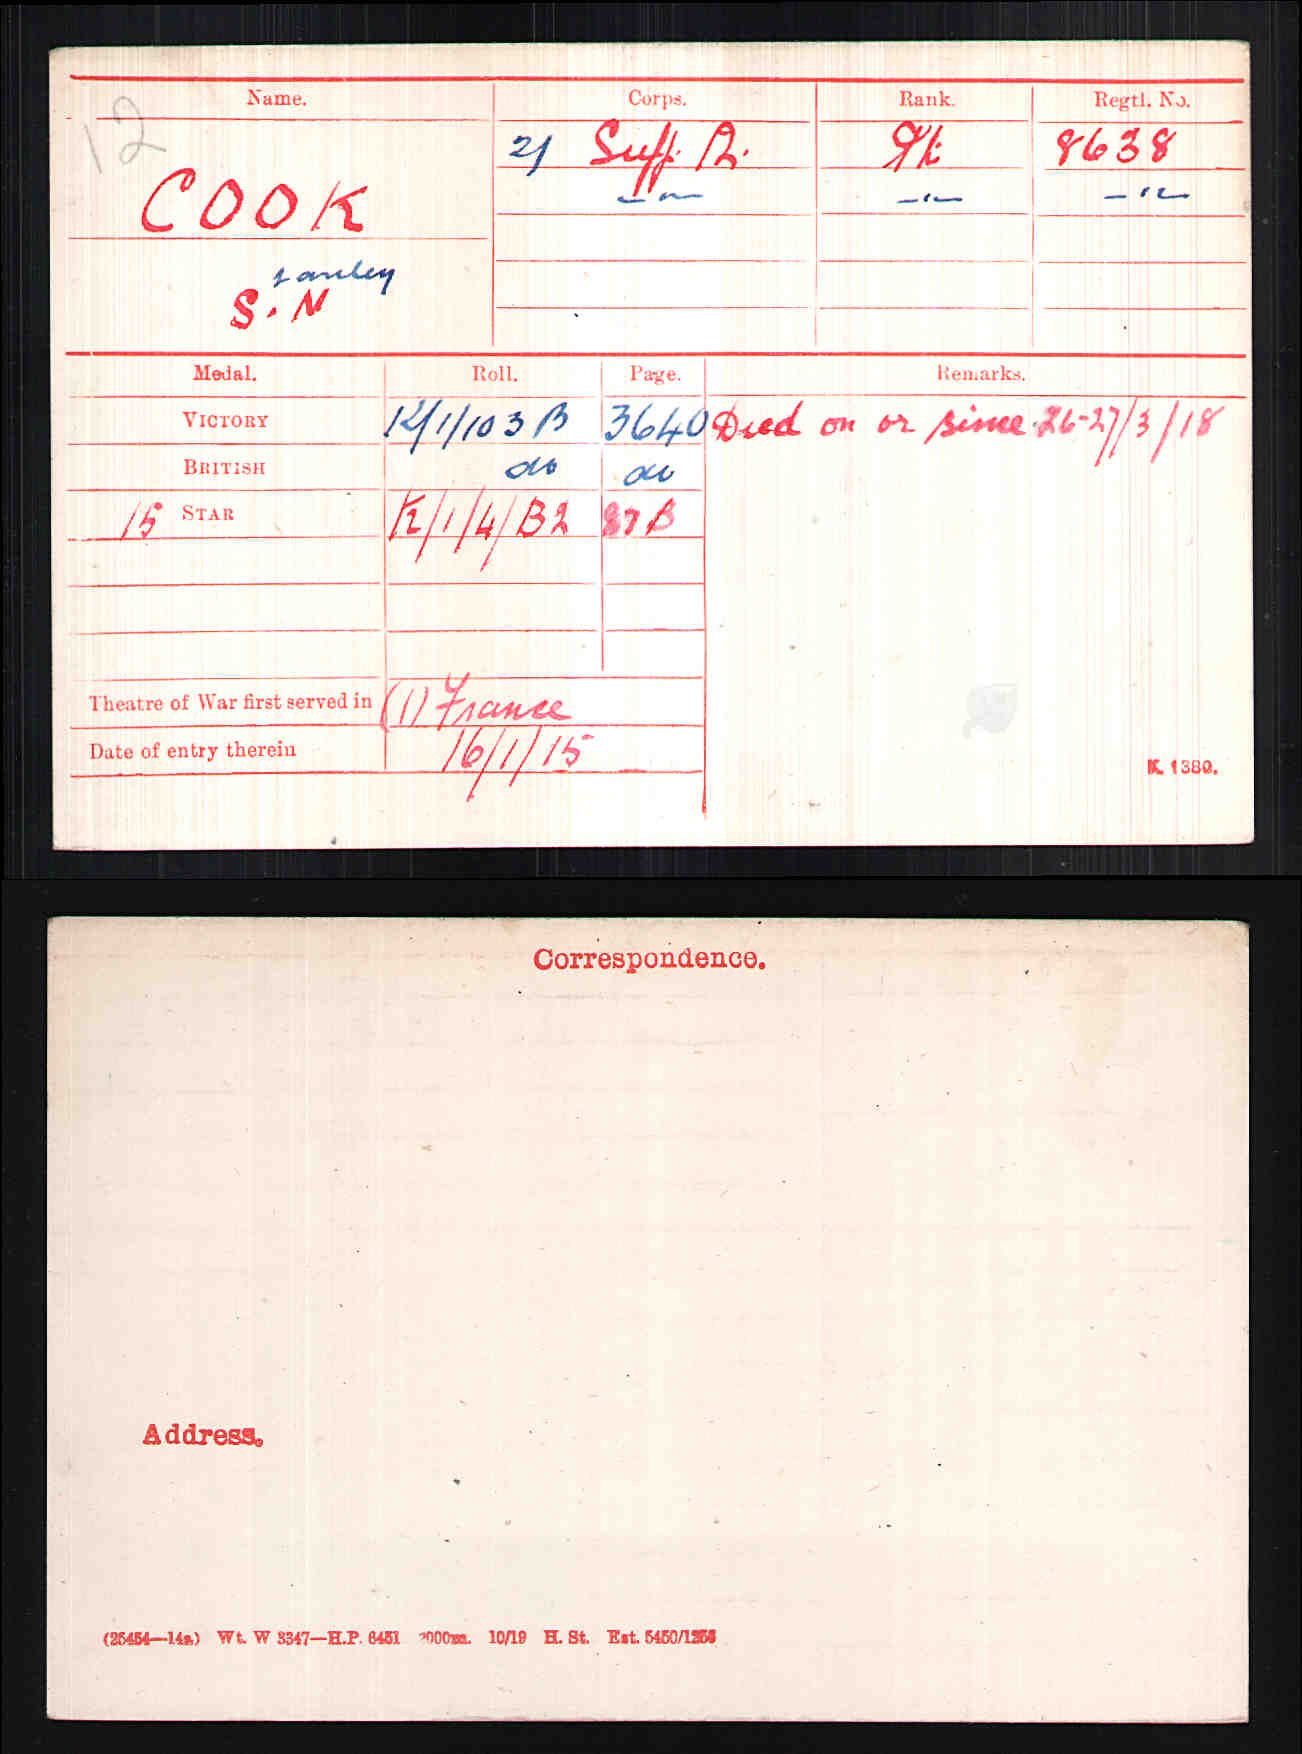 Name. Corps. Rank. Regtl. No.
12
COOK 2/ Suff. R. Pte 8638
—"— —"— —"—
tanley
S. N
Medal. Roll. Page. Remarks.
VICTORY K/1/103 B 3640 Died on or since 26-27/3/18
BRITISH do do
15 STAR K/1/4/B2 87B
Theatre of War first served in (1) France
Date of entry therein 16/1/15
K. 1380.
Correspondence.
Address.
(25454—14a) Wt. W 3347—H.P. 6451 2000m. 10/19 H. St. Est. 5450/1256